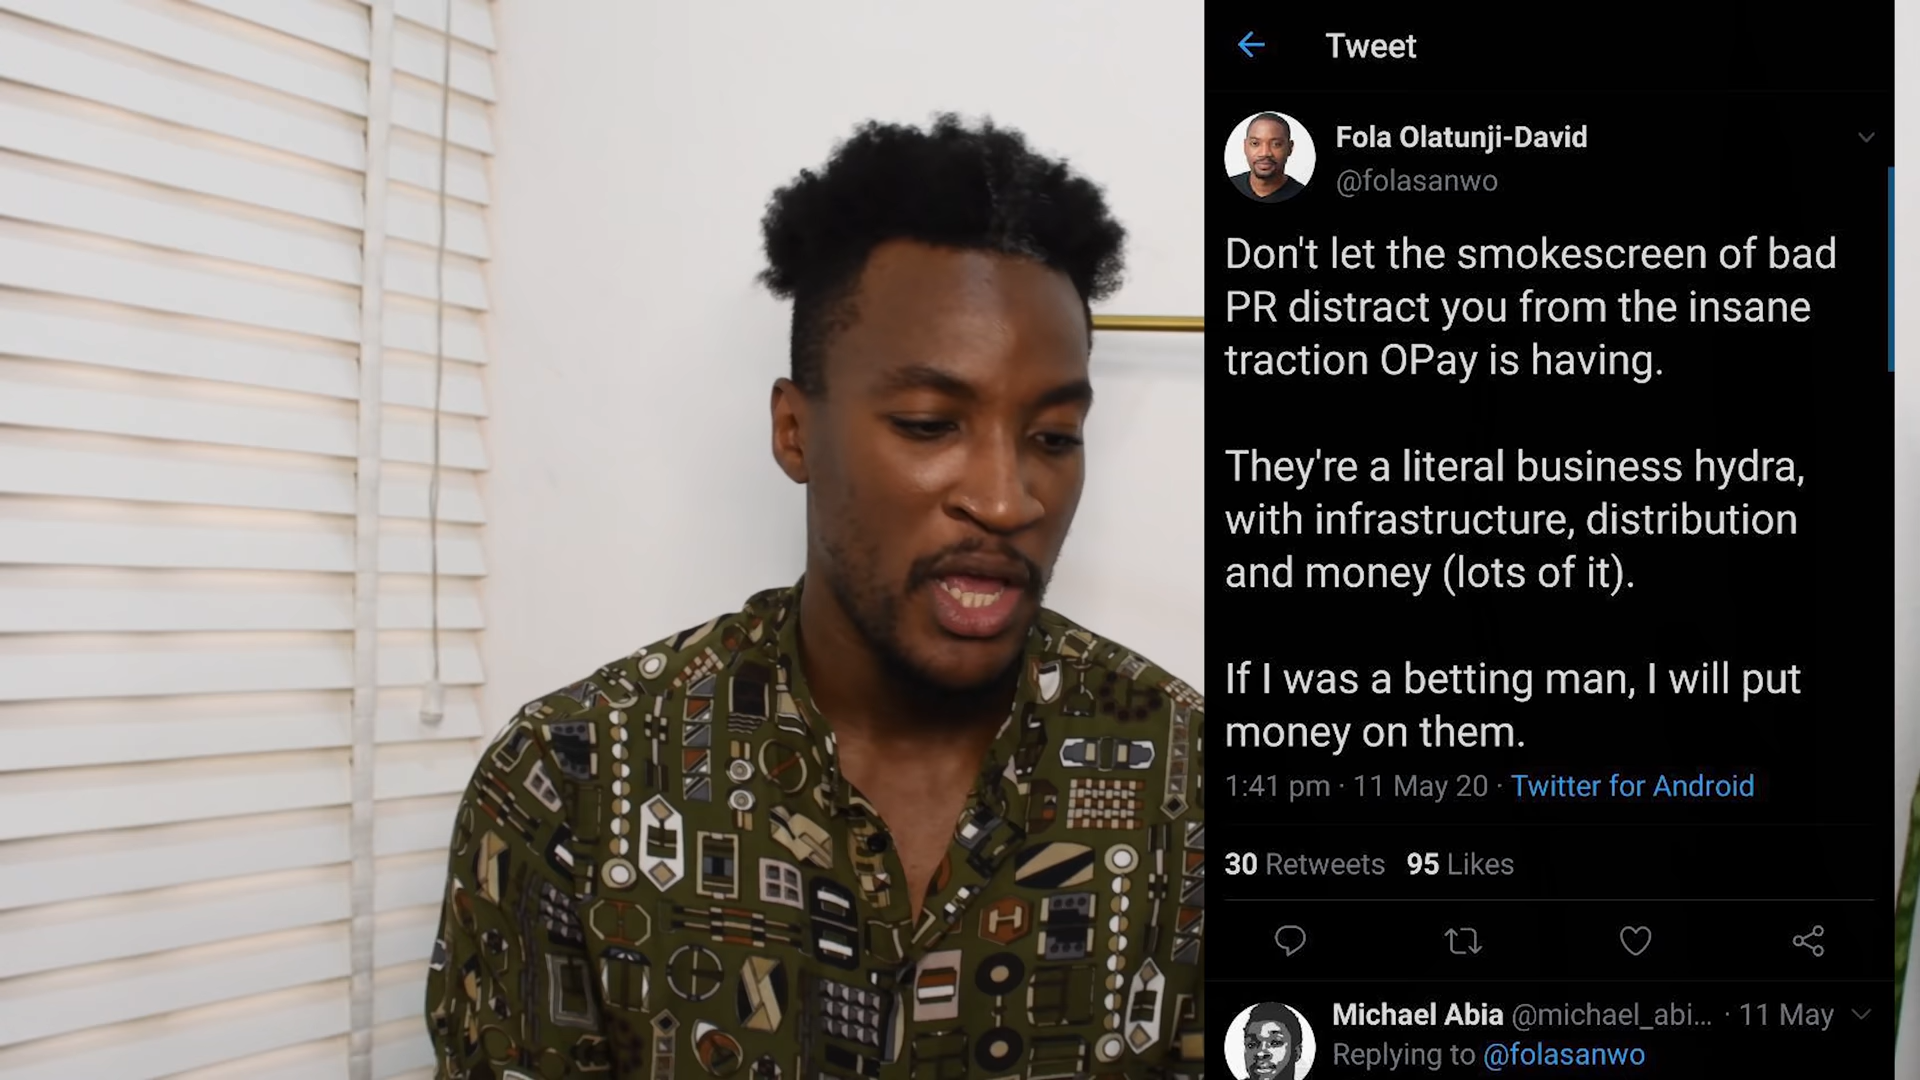 Tweet
Fola Olatunji-David
@folasanwo
Don't let the smokescreen of bad
PR distract you from the insane
traction OPay is having.
They're a literal business hydra,
with infrastructure, distribution
and money (lots of it).
If I was a betting man, I will put
money on them.
1:41 pm · 11 May 20 · Twitter for Android
30 Retweets 95 Likes
Michael Abia @michael_abi... · 11 May
Replying to @folasanwo